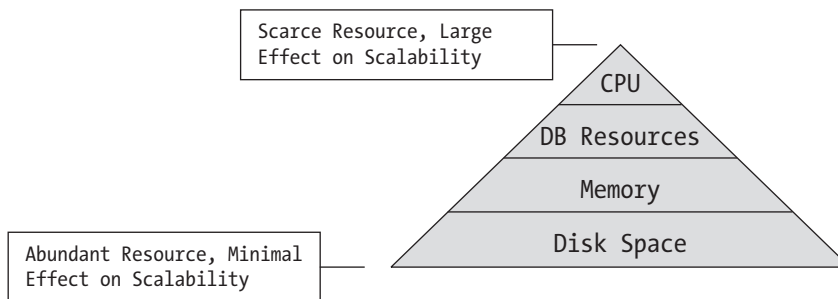 Scarce Resource, Large
Effect on Scalability
CPU
DB Resources
Memory
Disk Space
Abundant Resource, Minimal
Effect on Scalability